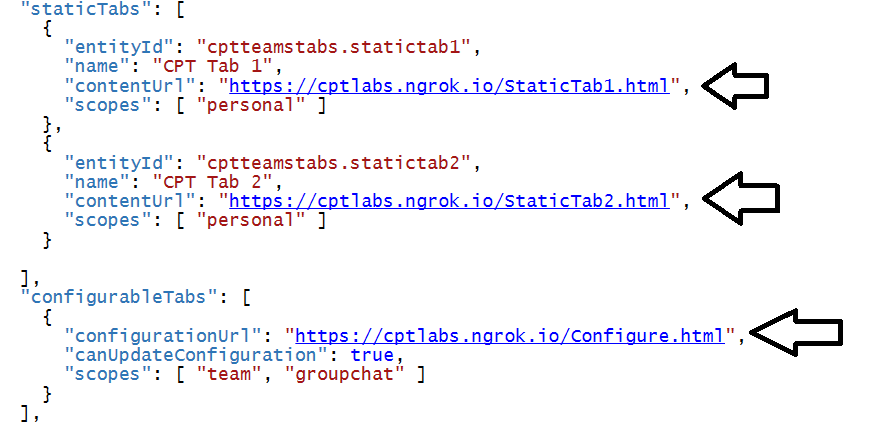 "staticTabs": [
{
"entityId": "cptteamstabs.statictab1",
"name": "CPT Tab 1",
"contentUrl": "https://cptlabs.ngrok.io/StaticTab1.html",
"scopes": [ "personal" ]
},
{
"entityId": "cptteamstabs.statictab2",
"name": "CPT Tab 2",
"contentUrl": "https://cptlabs.ngrok.io/StaticTab2.html",
"scopes": [ "personal" ]
}
],
"configurableTabs": [
{
"configurationUrl": "https://cptlabs.ngrok.io/Configure.html",
"canUpdateConfiguration": true,
"scopes": [ "team", "groupchat" ]
}
],